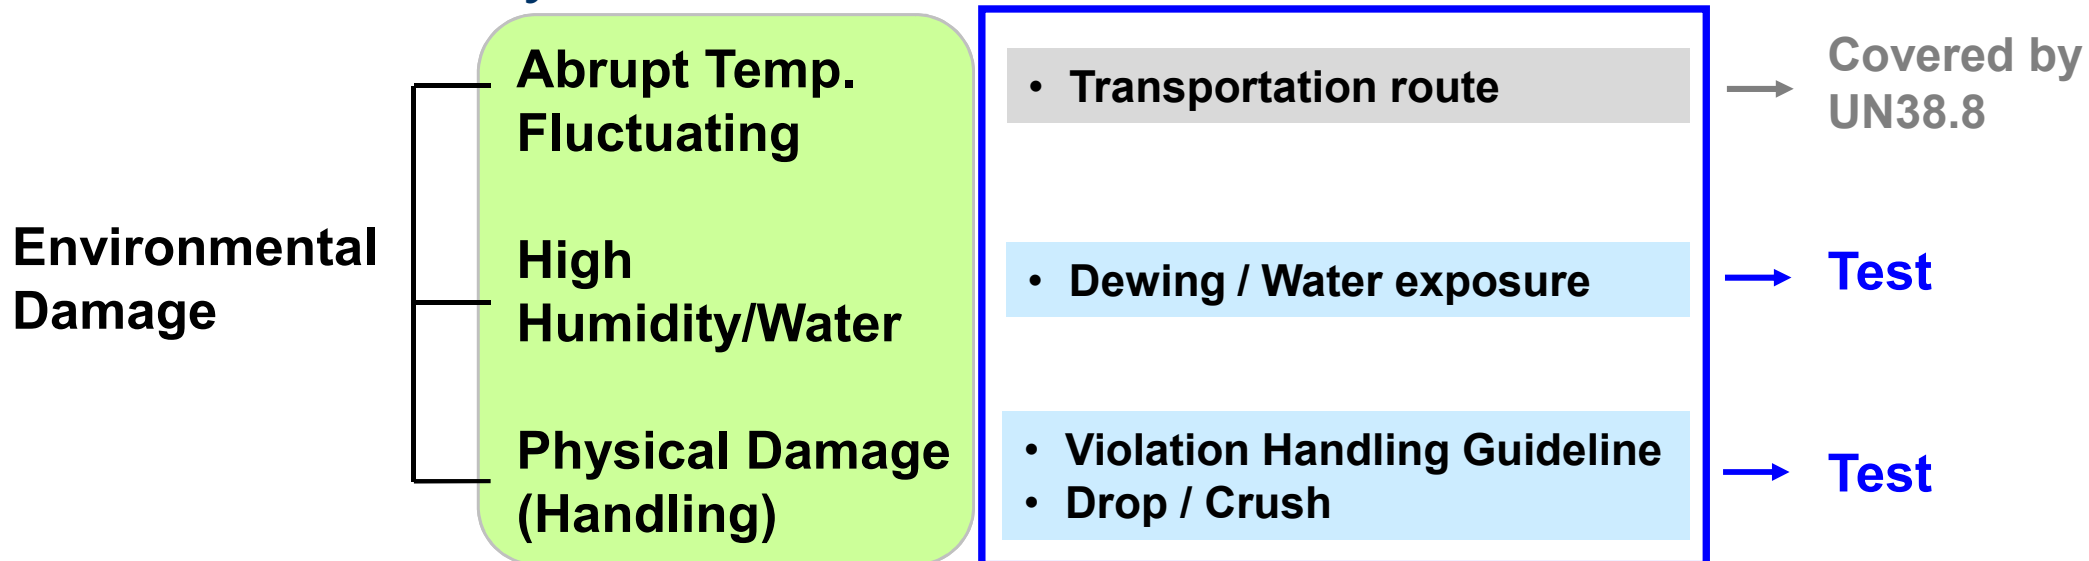 Abrupt Temp.
Fluctuating
• Transportation route
Covered by
UN38.8
Environmental
Damage
High
Humidity/Water
• Dewing / Water exposure
Test
Physical Damage
(Handling)
• Violation Handling Guideline
• Drop / Crush
Test